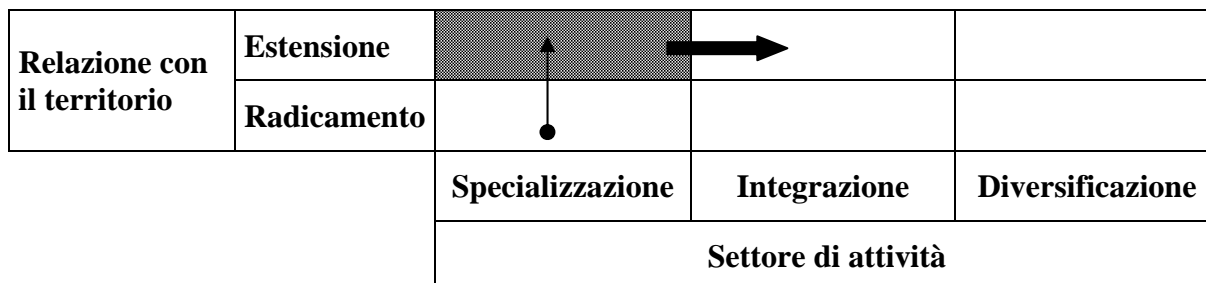 Relazione con
il territorio
Estensione
Radicamento
Specializzazione
Integrazione
Diversificazione
Settore di attività